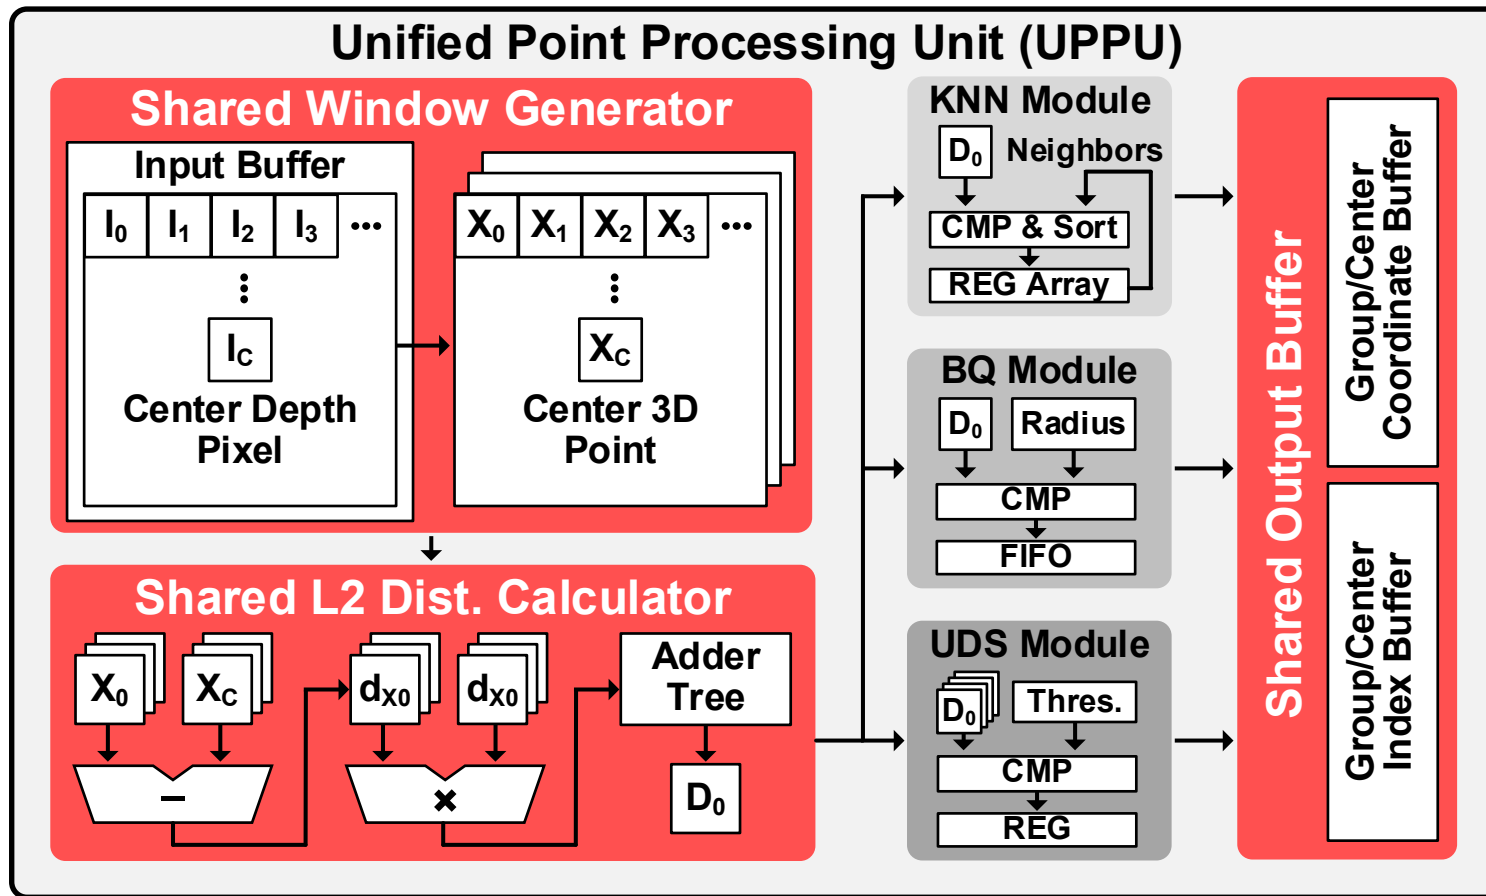 Unified Point Processing Unit (UPPU)
Shared Window Generator
Input Buffer
I0 I1 I2 I3 ...
IC
Center Depth
Pixel
X0 X1 X2 X3 ...
XC
Center 3D
Point
Shared L2 Dist. Calculator
X0 XC dX0 dX0
Adder
Tree
− ×
D0
KNN Module
D0 Neighbors
CMP & Sort
REG Array
BQ Module
D0 Radius
CMP
FIFO
UDS Module
D0 Thres.
CMP
REG
Shared Output Buffer
Group/Center
Coordinate Buffer
Group/Center
Index Buffer